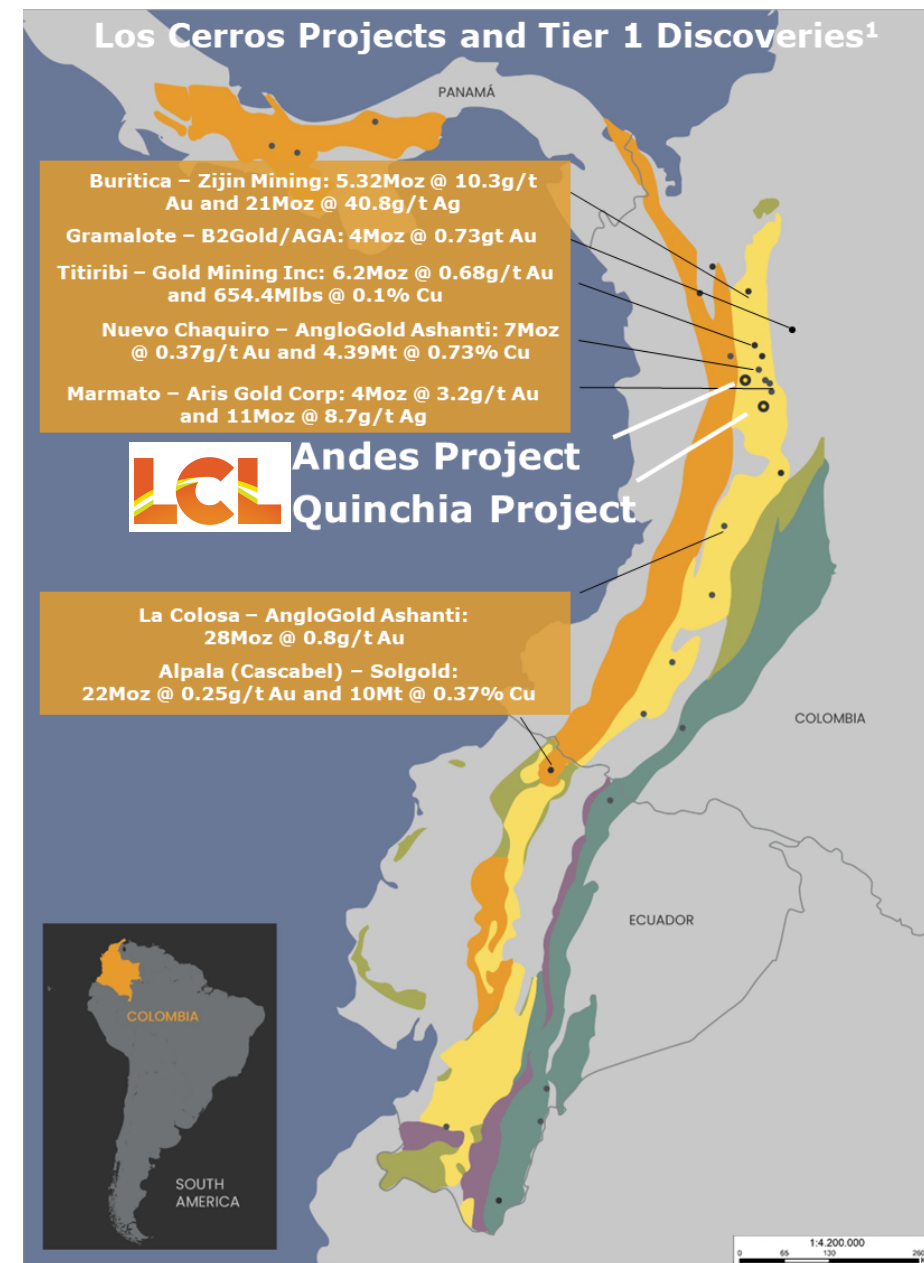 Los Cerros Projects and Tier 1 Discoveries¹
PANAMÁ
Buritica – Zijin Mining: 5.32Moz @ 10.3g/t
Au and 21Moz @ 40.8g/t Ag
Gramalote – B2Gold/AGA: 4Moz @ 0.73gt Au
Titiribi – Gold Mining Inc: 6.2Moz @ 0.68g/t Au
and 654.4Mlbs @ 0.1% Cu
Nuevo Chaquiro – AngloGold Ashanti: 7Moz
@ 0.37g/t Au and 4.39Mt @ 0.73% Cu
Marmato – Aris Gold Corp: 4Moz @ 3.2g/t Au
and 11Moz @ 8.7g/t Ag
LCL
Andes Project
Quinchia Project
La Colosa – AngloGold Ashanti:
28Moz @ 0.8g/t Au
Alpala (Cascabel) – Solgold:
22Moz @ 0.25g/t Au and 10Mt @ 0.37% Cu
COLOMBIA
ECUADOR
COLOMBIA
SOUTH
AMERICA
1:4.200.000
0 65 130 260